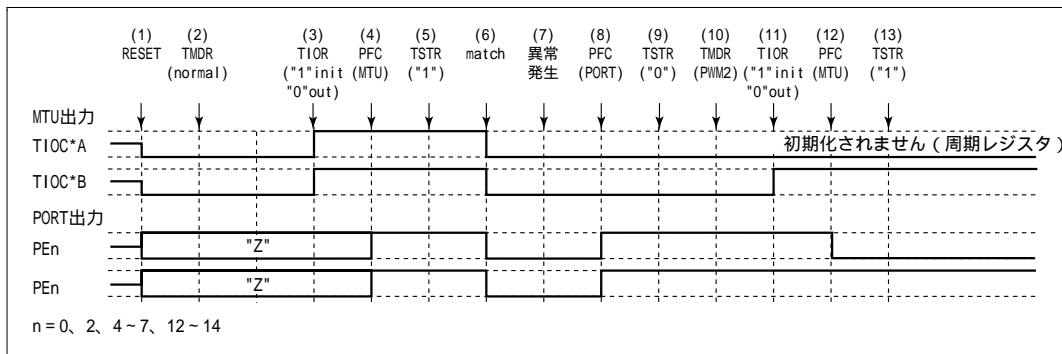 (1) (2) (3) (4) (5) (6) (7) (8) (9) (10) (11) (12) (13)
RESET TMDR TIOR PFC TSTR match 異常 PFC TSTR TMDR TIOR PFC TSTR
(normal) ("1"init (MTU) ("1") 発生 (PORT) ("0") (PWM2) ("1"init (MTU) ("1")
"0"out) "0"out)
MTU出力
TIOC*A 初期化されません(周期レジスタ)
TIOC*B
PORT出力
PEn "Z"
PEn "Z"
n = 0、2、4~7、12~14